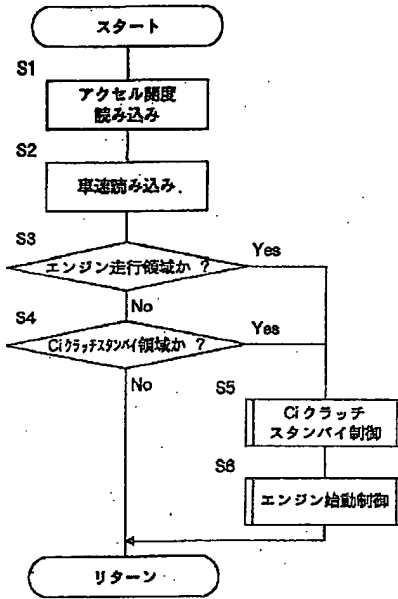 スタート
S1
アクセル開度
読み込み
S2
車速読み込み
S3
エンジン走行領域か ?
Yes
No
S4
Ciクラッチスタンバイ領域か ?
Yes
No
S5
Ciクラッチ
スタンバイ制御
S6
エンジン始動制御
リターン